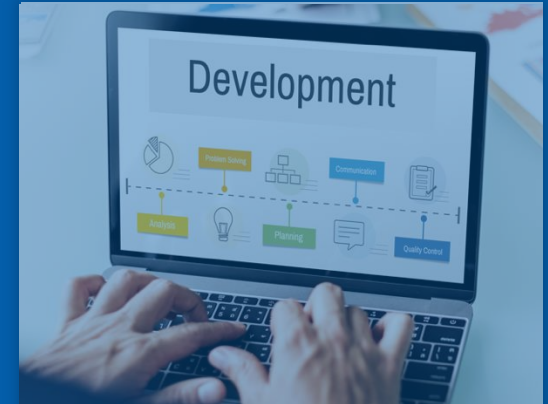 Development
Problem Solving
Communication
Analysis
Planning
Quality Control